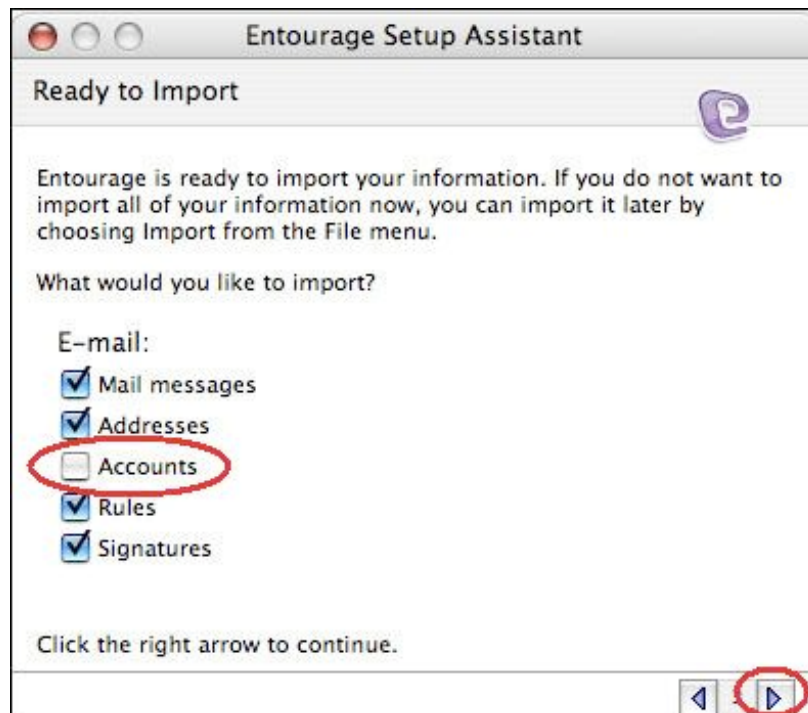 Entourage Setup Assistant
Ready to Import
Entourage is ready to import your information. If you do not want to
import all of your information now, you can import it later by
choosing Import from the File menu.
What would you like to import?
E-mail:
Mail messages
Addresses
Accounts
Rules
Signatures
Click the right arrow to continue.